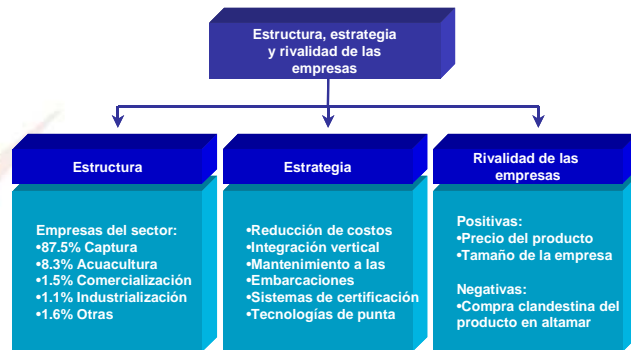 Estructura, estrategia
y rivalidad de las
empresas
Estructura
Empresas del sector:
•87.5% Captura
•8.3% Acuacultura
•1.5% Comercialización
•1.1% Industrialización
•1.6% Otras
Estrategia
•Reducción de costos
•Integración vertical
•Mantenimiento a las
•Embarcaciones
•Sistemas de certificación
•Tecnologías de punta
Rivalidad de las
empresas
Positivas:
•Precio del producto
•Tamaño de la empresa
Negativas:
•Compra clandestina del
producto en altamar